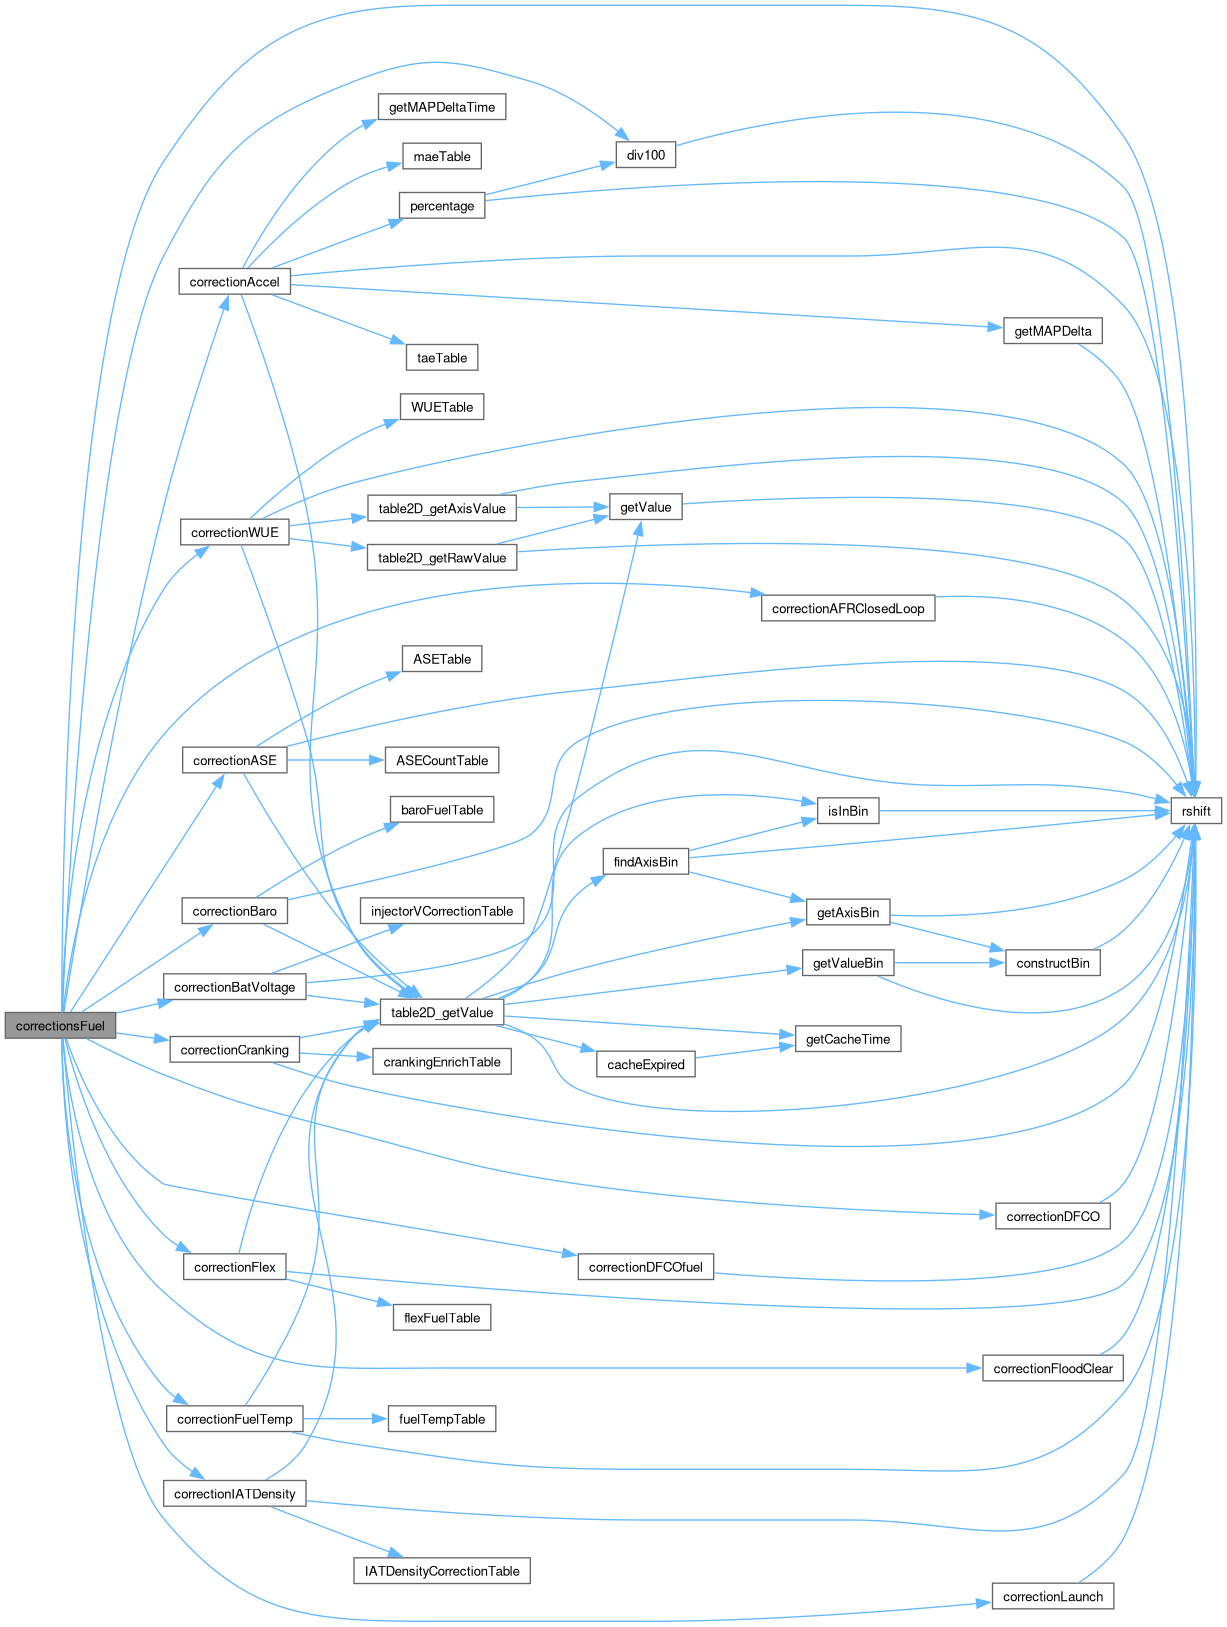 getMAPDeltaTime
maeTable
div100
percentage
correctionAccel
getMAPDelta
taeTable
WUETable
table2D_getAxisValue
getValue
correctionWUE
table2D_getRawValue
correctionAFRClosedLoop
ASETable
correctionASE
ASECountTable
baroFuelTable
isInBin
rshift
findAxisBin
correctionBaro
injectorVCorrectionTable
getAxisBin
getValueBin
constructBin
correctionBatVoltage
table2D_getValue
correctionsFuel
getCacheTime
correctionCranking
crankingEnrichTable
cacheExpired
correctionDFCO
correctionFlex
correctionDFCOfuel
flexFuelTable
correctionFloodClear
correctionFuelTemp
fuelTempTable
correctionIATDensity
IATDensityCorrectionTable
correctionLaunch